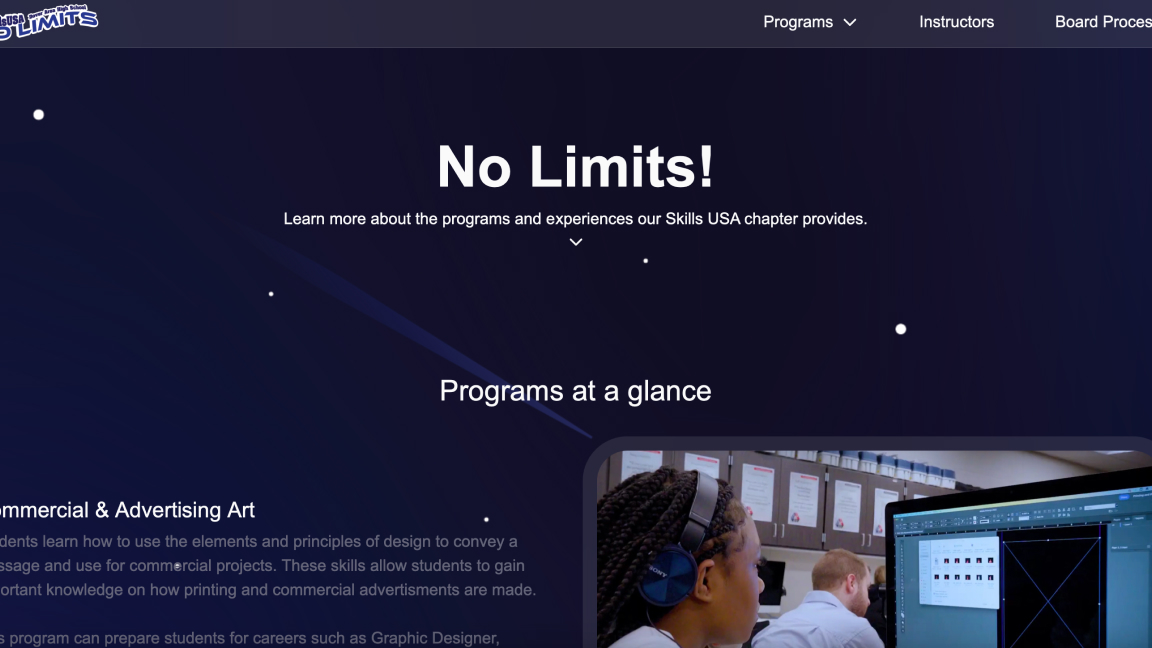 LIMITS
Programs
Instructors
Board Proces
No Limits!
Learn more about the programs and experiences our Skills USA chapter provides.
Programs at a glance
mmercial & Advertising Art
dents learn how to use the elements and principles of design to convey a
ssage and use for commercial projects. These skills allow students to gain
ortant knowledge on how printing and commercial advertisments are made.
s program can prepare students for careers such as Graphic Designer,
SONY